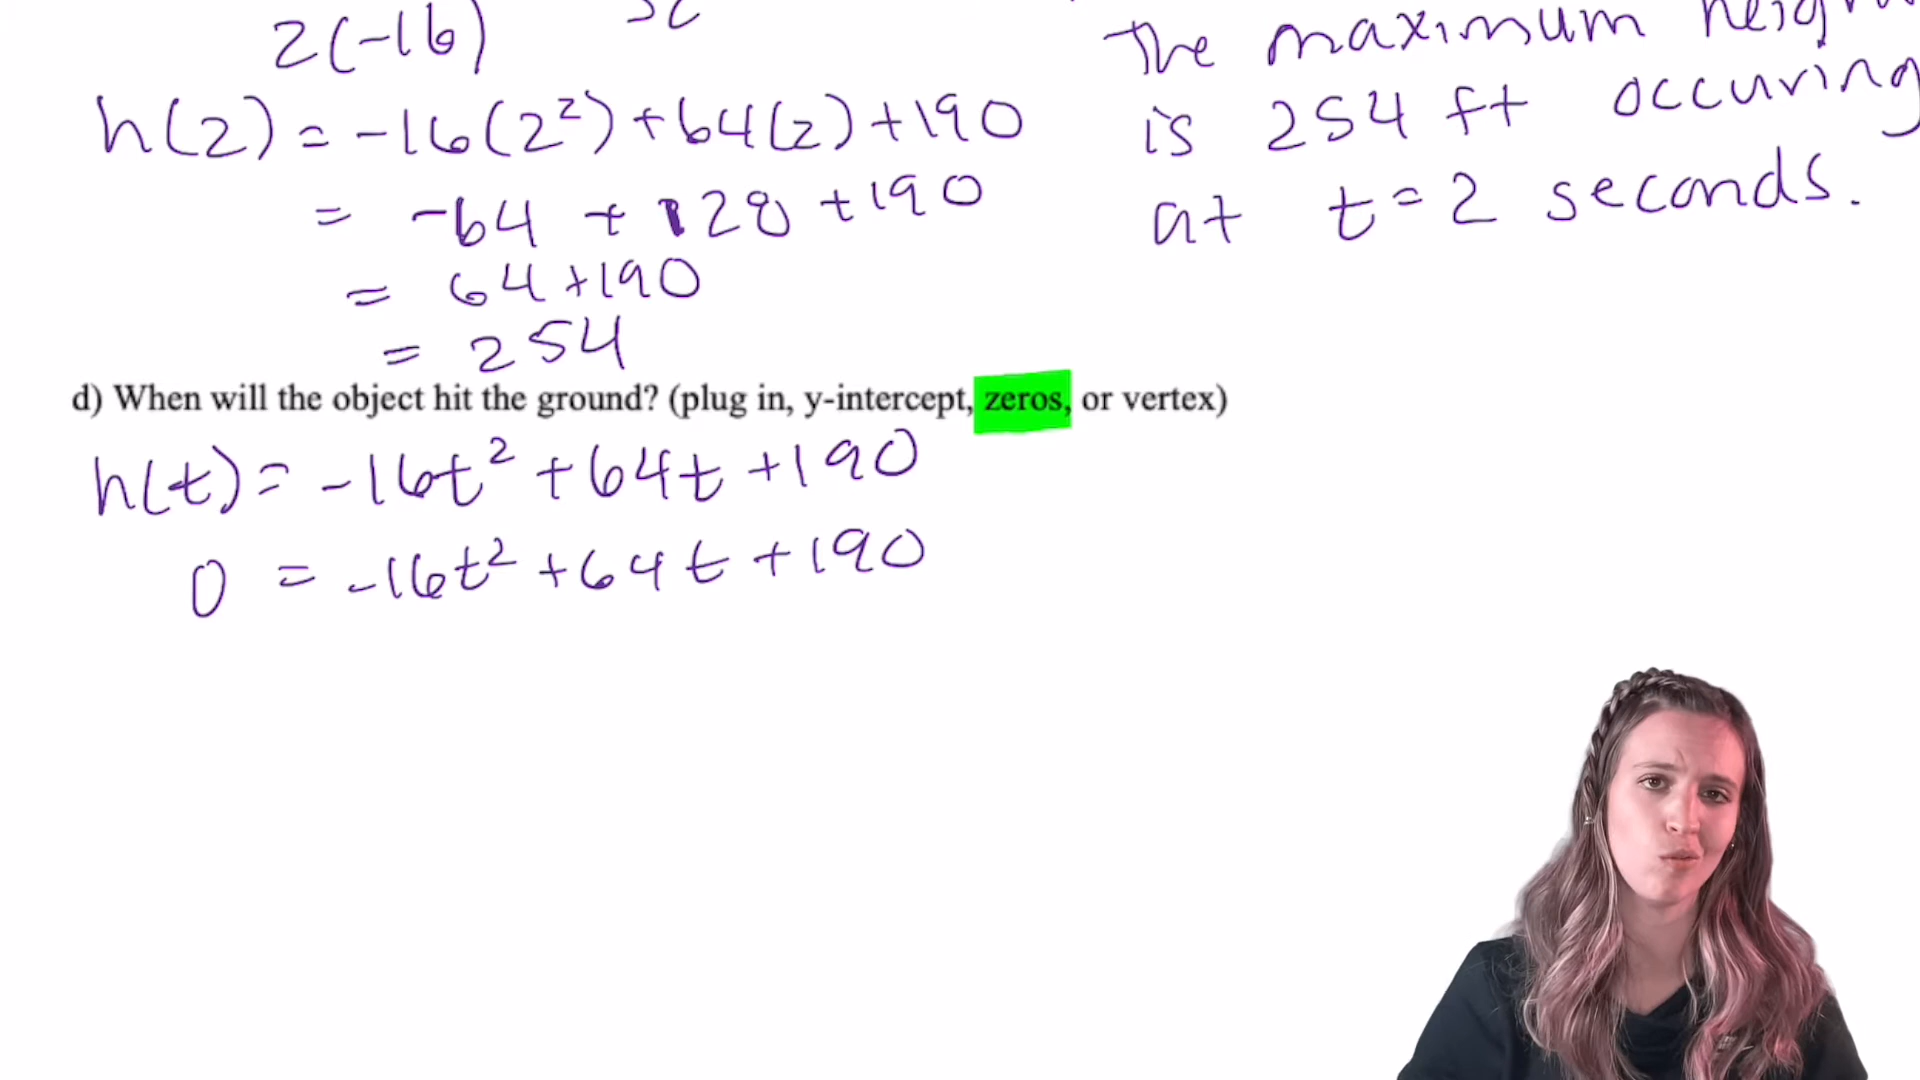 2(-16)
h(2) = -16(2²) + 64(2) + 190
= -64 + 128 + 190
= 64 + 190
= 254
The maximum
is 254 ft occuring
at t = 2 seconds.
d) When will the object hit the ground? (plug in, y-intercept, zeros, or vertex)
h(t) = -16t² + 64t + 190
0 = -16t² + 64t + 190